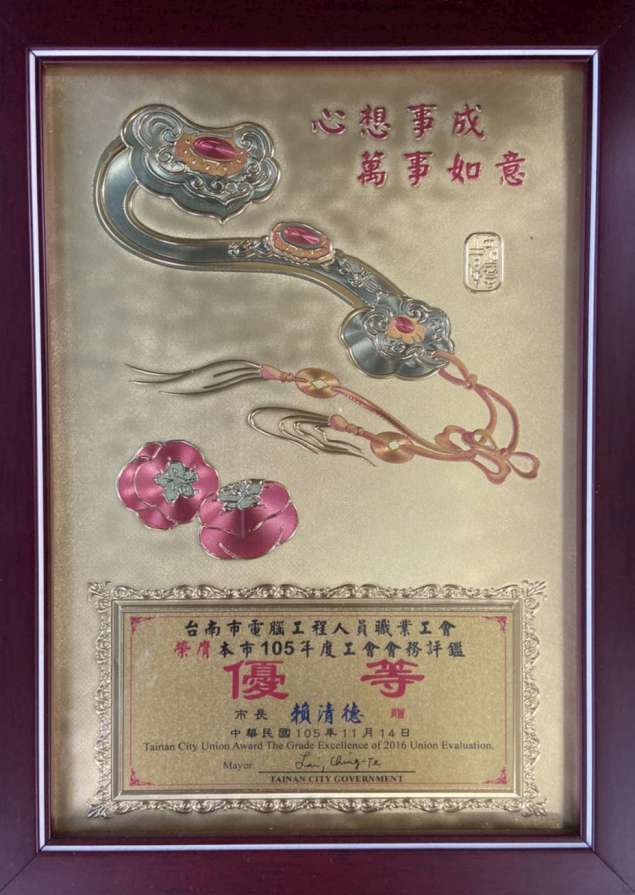 心想事成
萬事如意
台南市電腦工程人員職業工會
榮膺本市105年度工會會務評鑑
優等
市長 賴清德 贈
中華民國105年11月14日
Tainan City Union Award The Grade Excellence of 2016 Union Evaluation.
Mayor: Lai, Ching-Te
TAINAN CITY GOVERNMENT